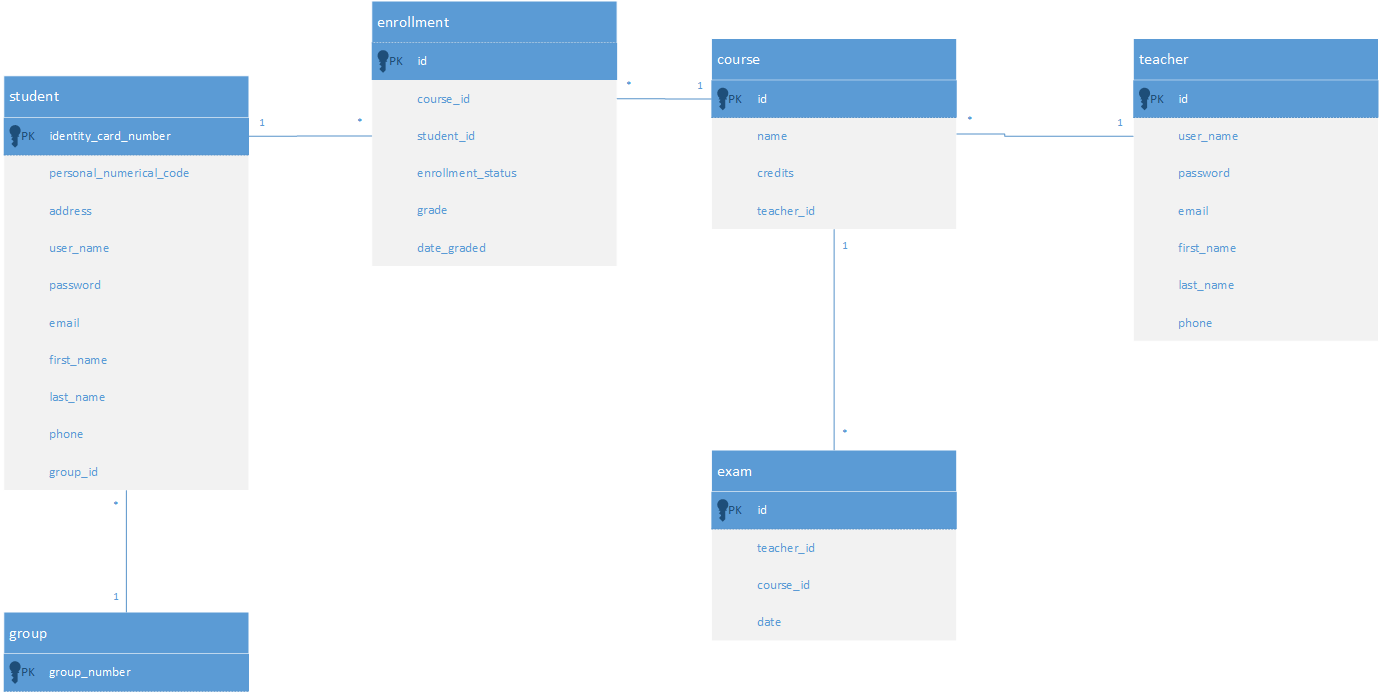 enrollment
PK id
course_id
student_id
enrollment_status
grade
date_graded
student
PK identity_card_number
personal_numerical_code
address
user_name
password
email
first_name
last_name
phone
group_id
1 *
* 1
course
PK id
name
credits
teacher_id
* 1
teacher
PK id
user_name
password
email
first_name
last_name
phone
1
*
exam
PK id
teacher_id
course_id
date
*
1
group
PK group_number